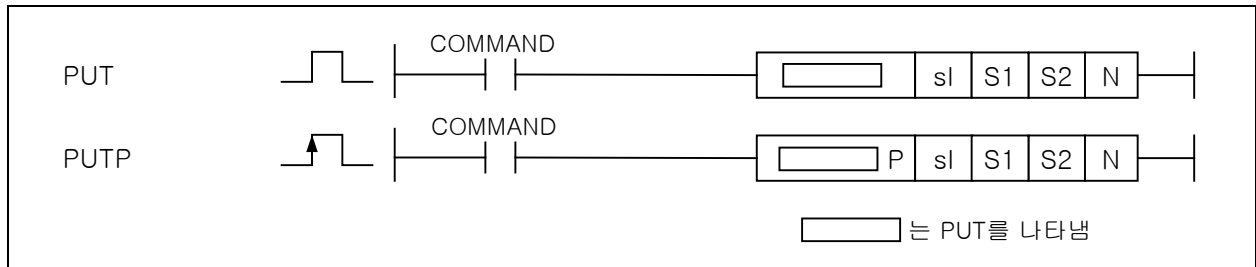 COMMAND
PUT sl S1 S2 N
COMMAND
PUTP P sl S1 S2 N
는 PUT를 나타냄